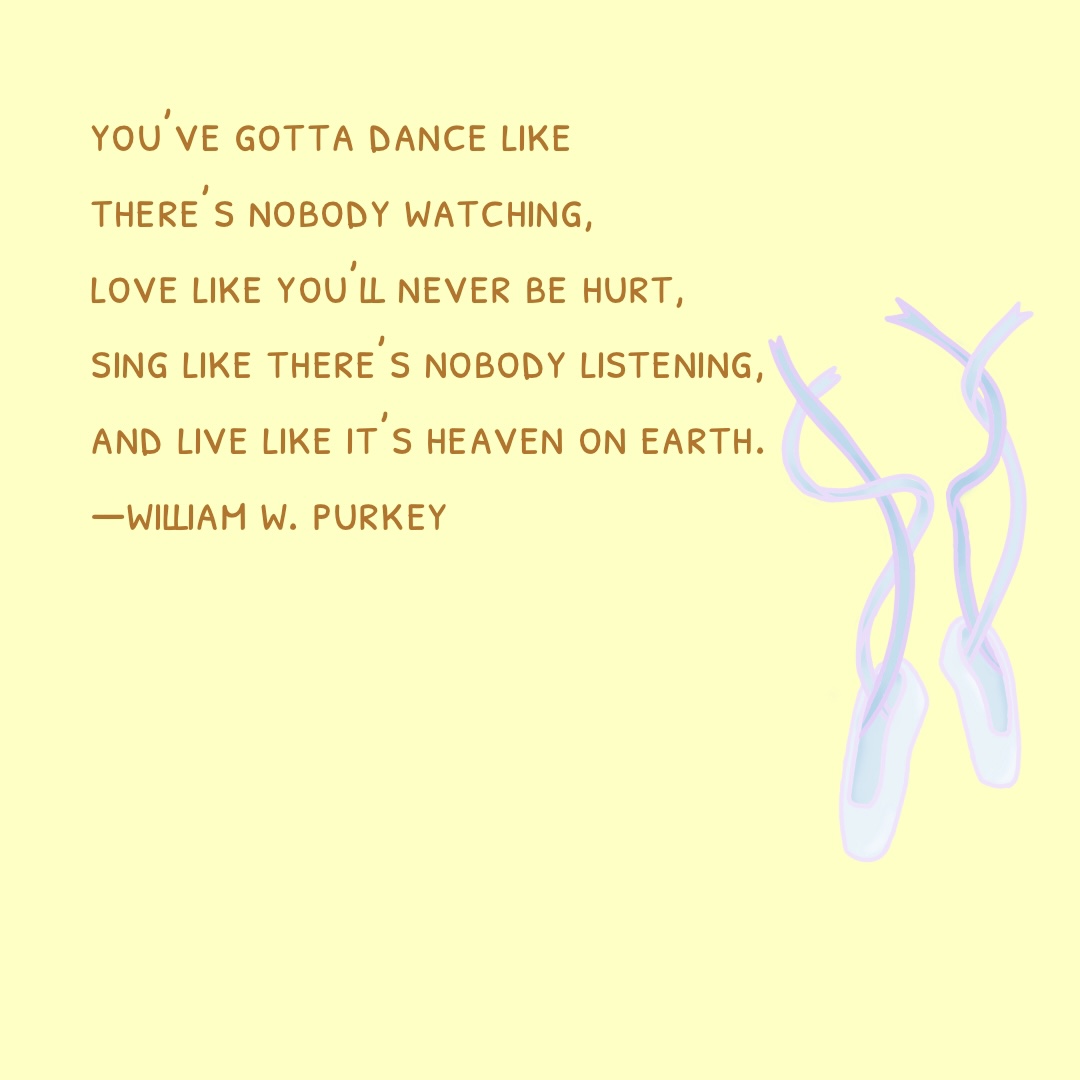 YOU'VE GOTTA DANCE LIKE
THERE'S NOBODY WATCHING,
LOVE LIKE YOU'LL NEVER BE HURT,
SING LIKE THERE'S NOBODY LISTENING,
AND LIVE LIKE IT'S HEAVEN ON EARTH.
—WILLIAM W. PURKEY